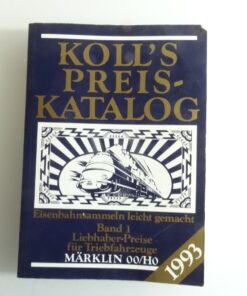 KOLL'S
PREIS-
KATALOG
Eisenbahnsammeln leicht gemacht
Band 1
Liebhaber-Preise
für Triebfahrzeuge
MÄRKLIN 00/H0
1993